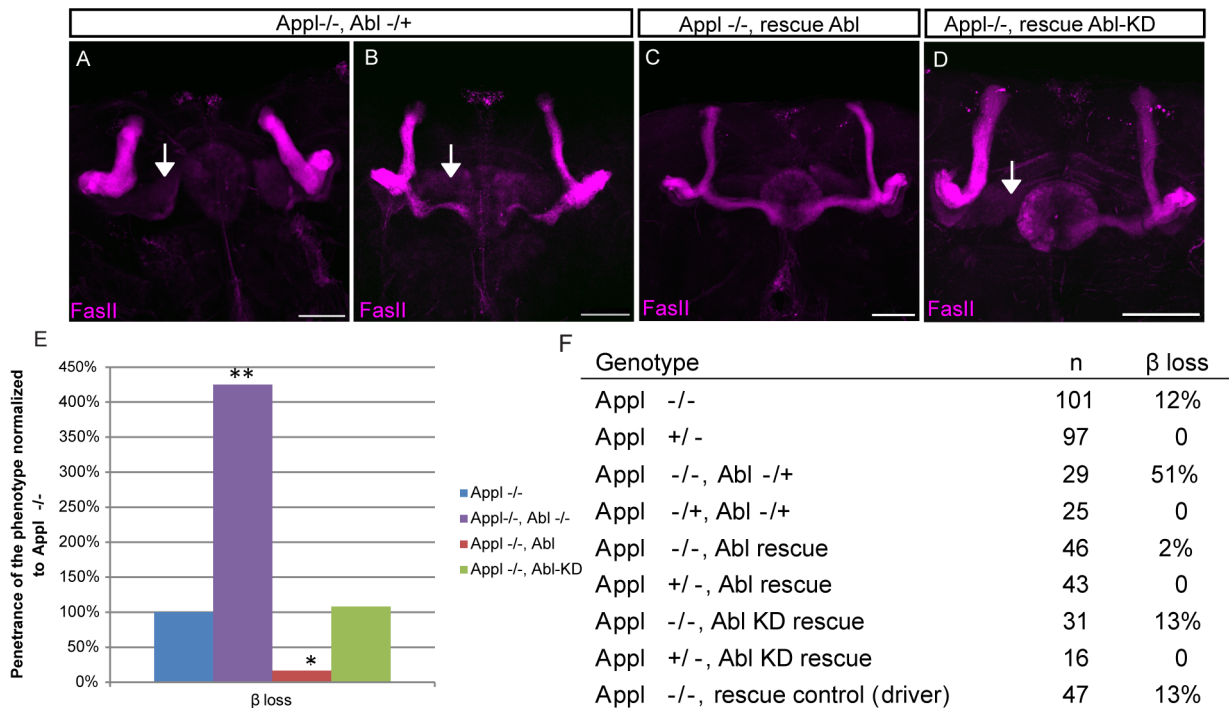 Appl-/-, Abl -/+
Appl -/-, rescue Abl
Appl-/-, rescue Abl-KD
A
B
C
D
FasII
FasII
FasII
FasII
E
Penetrance of the phenotype normalized
to Appl -/-
450%
400%
350%
300%
250%
200%
150%
100%
50%
0%
**
*
β loss
Appl -/-
Appl-/-, Abl -/-
Appl -/-, Abl
Appl -/-, Abl-KD
F
Genotype n β loss
Appl -/- 101 12%
Appl +/- 97 0
Appl -/-, Abl -/+ 29 51%
Appl -/+, Abl -/+ 25 0
Appl -/-, Abl rescue 46 2%
Appl +/-, Abl rescue 43 0
Appl -/-, Abl KD rescue 31 13%
Appl +/-, Abl KD rescue 16 0
Appl -/-, rescue control (driver) 47 13%